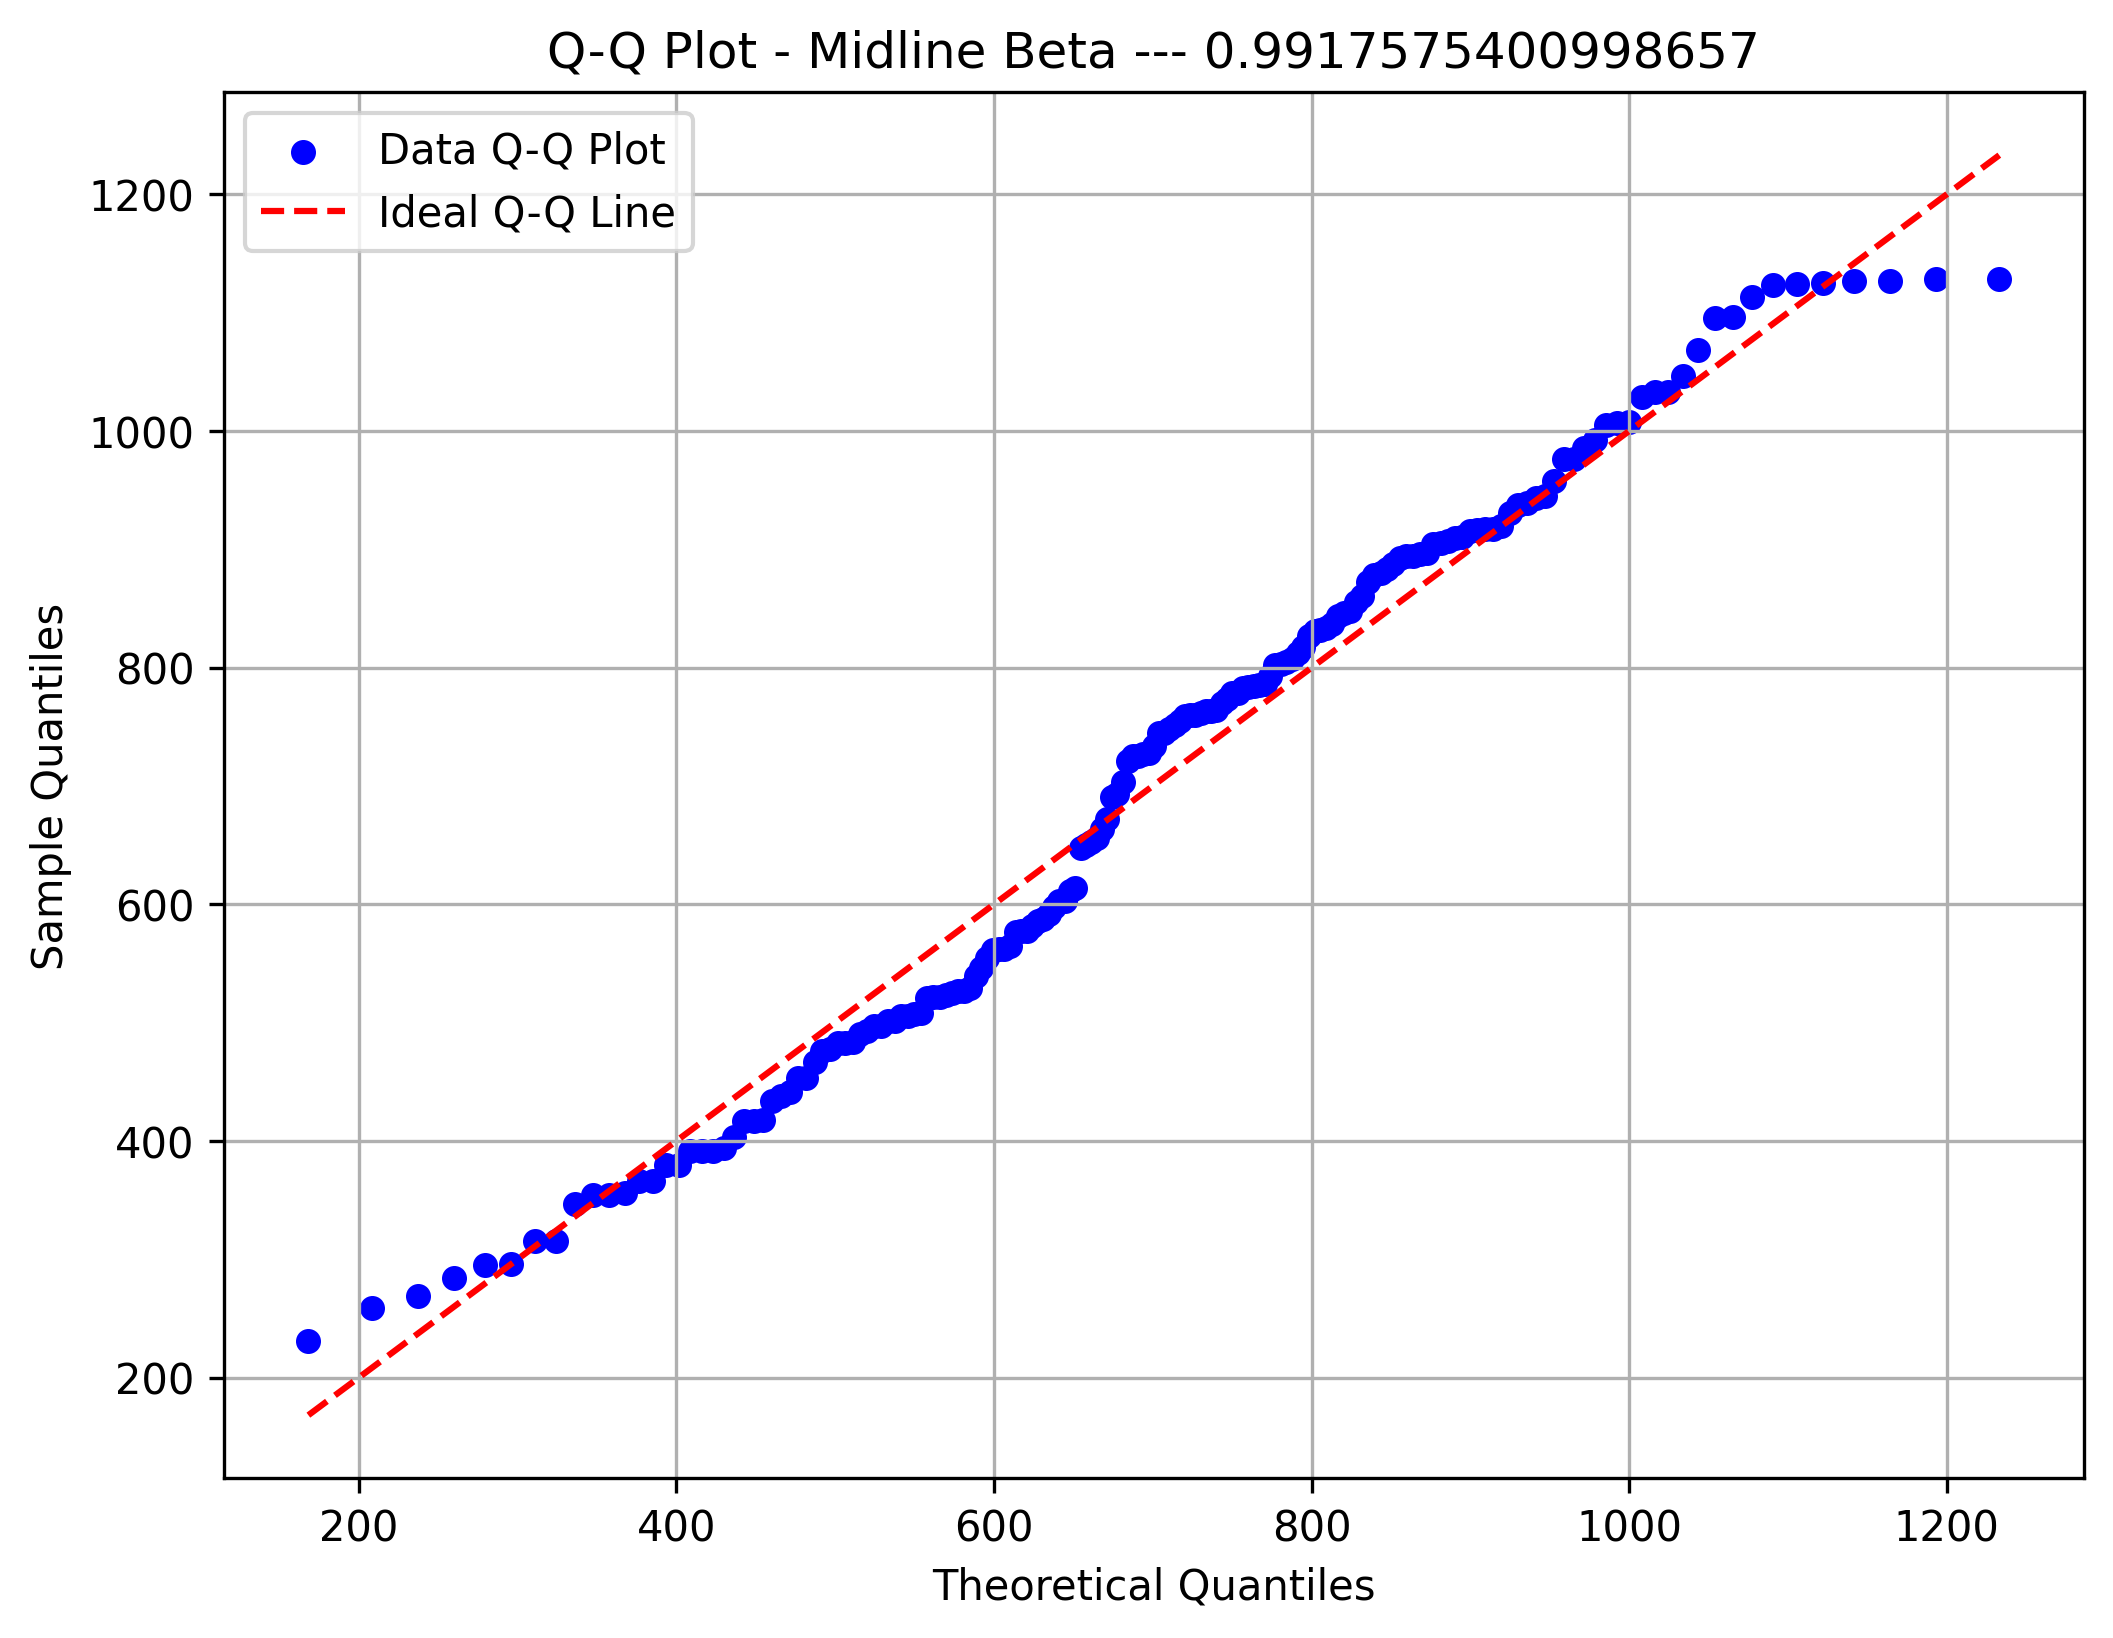 Q-Q Plot - Midline Beta --- 0.9917575400998657
Data Q-Q Plot
Ideal Q-Q Line
1200
1000
800
600
400
200
Sample Quantiles
200 400 600 800 1000 1200
Theoretical Quantiles